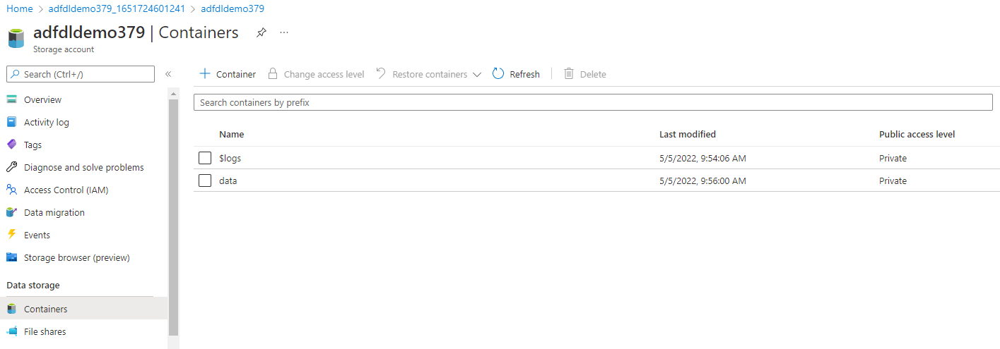 Home > adfdldemo379_1651724601241 > adfdldemo379
adfdldemo379 | Containers ...
Storage account
Search (Ctrl+/) «
+ Container Change access level Restore containers Refresh Delete
Search containers by prefix
Overview
Activity log
Tags
Diagnose and solve problems
Access Control (IAM)
Data migration
Events
Storage browser (preview)
Data storage
Containers
File shares
Name Last modified Public access level
$logs 5/5/2022, 9:54:06 AM Private
data 5/5/2022, 9:56:00 AM Private